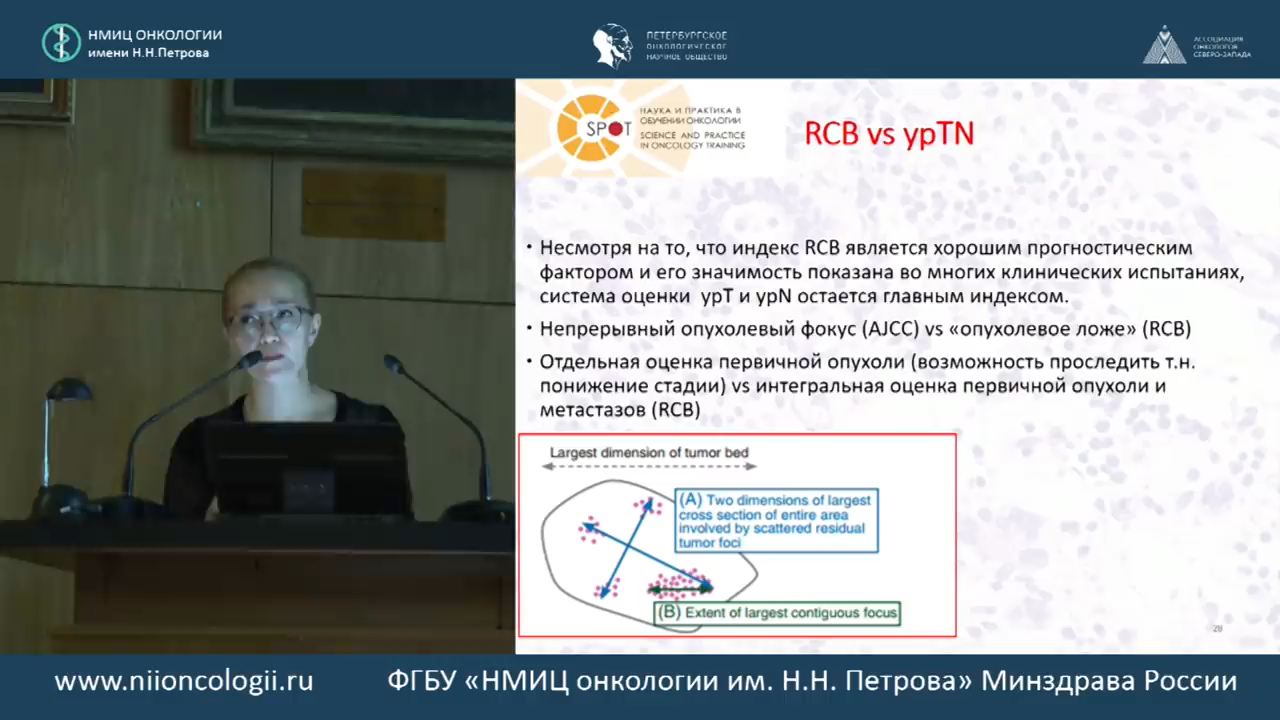 НМИЦ ОНКОЛОГИИ
имени Н.Н.Петрова
ПЕТЕРБУРГСКОЕ
ОНКОЛОГИЧЕСКОЕ
НАУЧНОЕ ОБЩЕСТВО
АССОЦИАЦИЯ
ОНКОЛОГОВ
СЕВЕРО-ЗАПАДА
SPOT
НАУКА И ПРАКТИКА В
ОБУЧЕНИИ ОНКОЛОГИИ
SCIENCE AND PRACTICE
IN ONCOLOGY TRAINING
RCB vs ypTN
• Несмотря на то, что индекс RCB является хорошим прогностическим
фактором и его значимость показана во многих клинических испытаниях,
система оценки ypT и ypN остается главным индексом.
• Непрерывный опухолевый фокус (AJCC) vs «опухолевое ложе» (RCB)
• Отдельная оценка первичной опухоли (возможность проследить т.н.
понижение стадии) vs интегральная оценка первичной опухоли и
метастазов (RCB)
Largest dimension of tumor bed
(A) Two dimensions of largest
cross section of entire area
involved by scattered residual
tumor foci
(B) Extent of largest contiguous focus
20
www.niioncologii.ru
ФГБУ «НМИЦ онкологии им. Н.Н. Петрова» Минздрава России